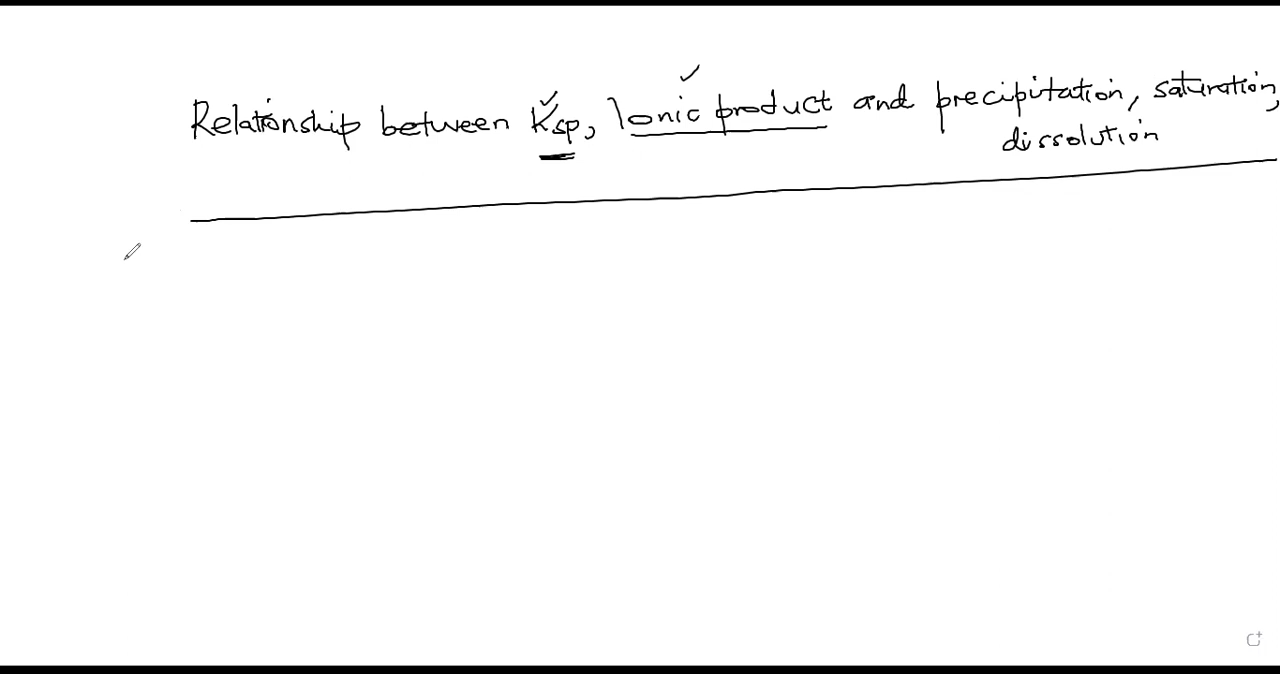 Relationship between Ksp, Ionic product and precipitation, saturation,
dissolution